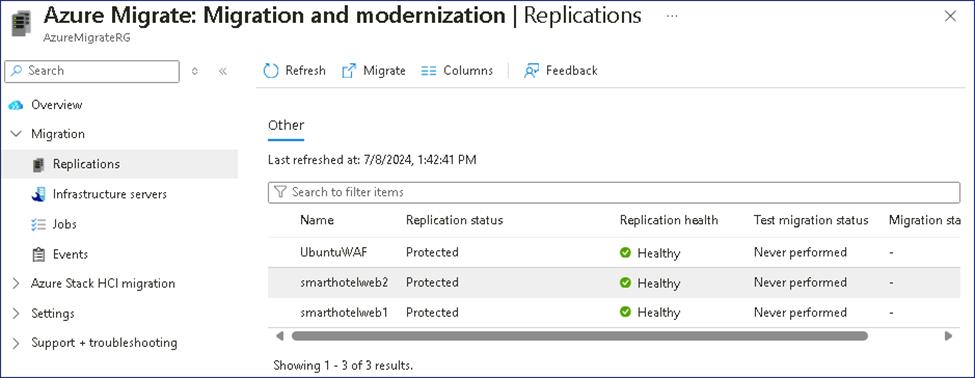 Azure Migrate: Migration and modernization | Replications ...
AzureMigrateRG
Search
Refresh Migrate Columns Feedback
Overview
Migration
Replications
Infrastructure servers
Jobs
Events
Azure Stack HCI migration
Settings
Support + troubleshooting
Other
Last refreshed at: 7/8/2024, 1:42:41 PM
Search to filter items
Name Replication status Replication health Test migration status Migration sta
UbuntuWAF Protected Healthy Never performed -
smarthotelweb2 Protected Healthy Never performed -
smarthotelweb1 Protected Healthy Never performed -
Showing 1 - 3 of 3 results.